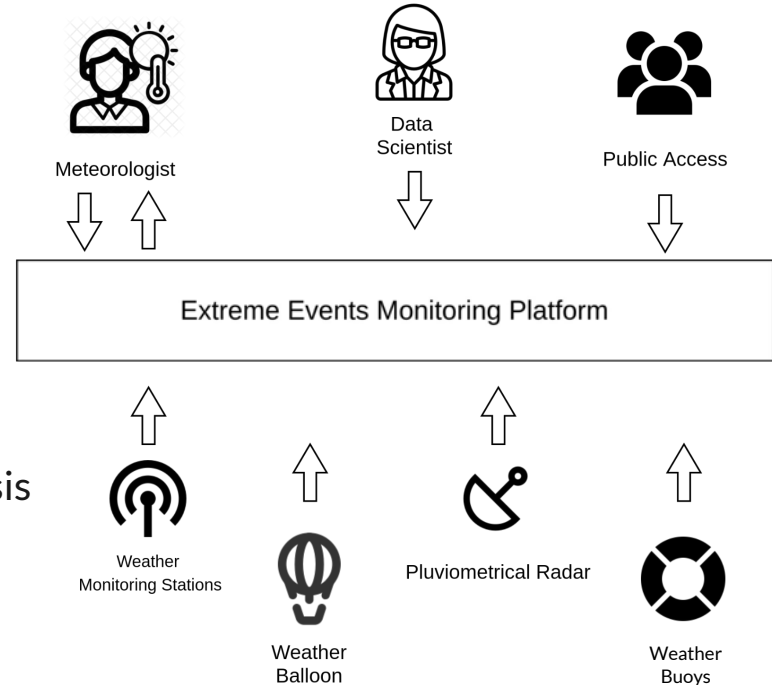 Meteorologist
Data
Scientist
Public Access
Extreme Events Monitoring Platform
sis
Weather
Monitoring Stations
Pluviometrical Radar
Weather
Balloon
Weather
Buoys